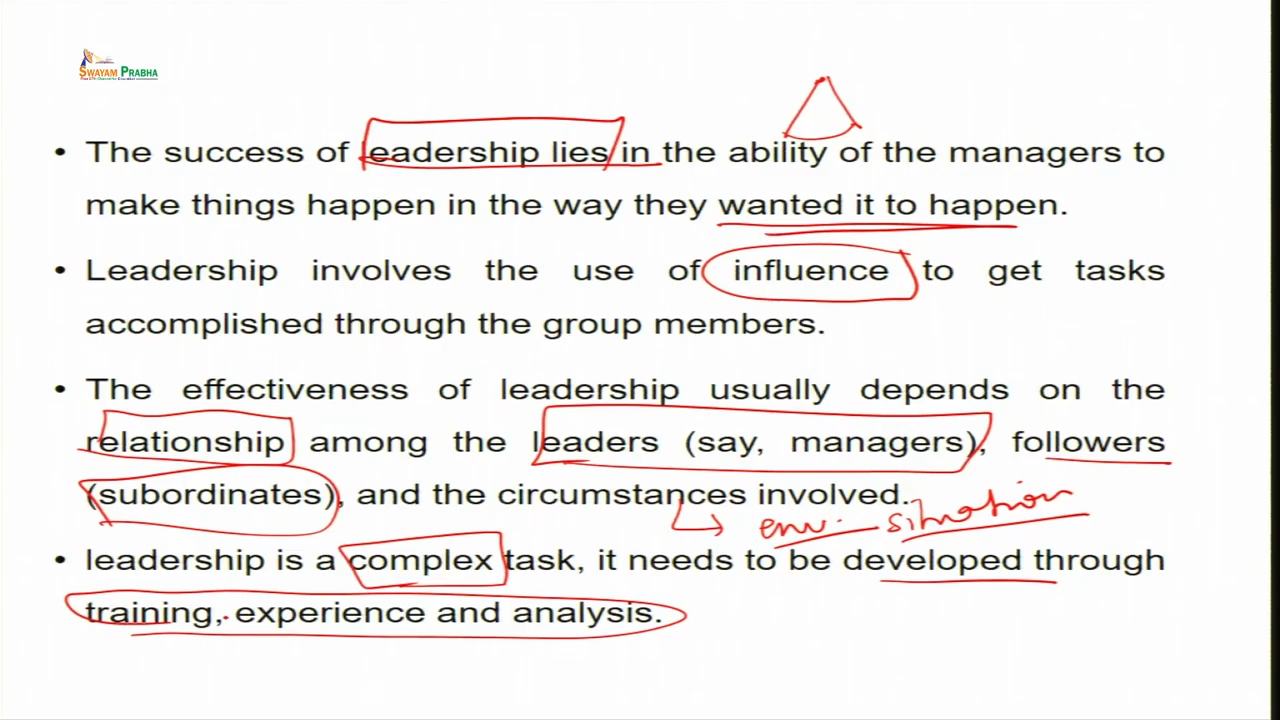 SWAYAM PRABHA
• The success of leadership lies in the ability of the managers to
make things happen in the way they wanted it to happen.
• Leadership involves the use of influence to get tasks
accomplished through the group members.
• The effectiveness of leadership usually depends on the
relationship among the leaders (say, managers), followers
(subordinates), and the circumstances involved.
env. situation
• leadership is a complex task, it needs to be developed through
training, experience and analysis.